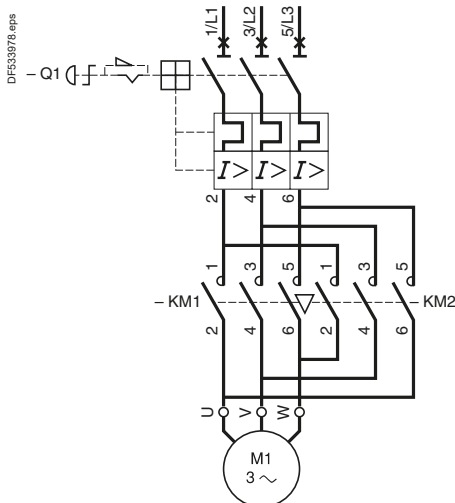 DF533978.eps
1/L1 3/L2 5/L3
– Q1
I> I> I>
2 4 6
1 3 5 1 3 5
– KM1 – KM2
2 4 6 2 4 6
U V W
M1
3 ~